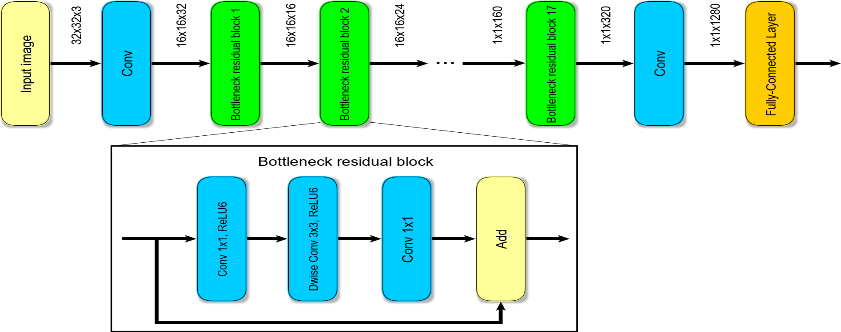 Input image
32x32x3
Conv
16x16x32
Bottleneck residual block 1
16x16x16
Bottleneck residual block 2
16x16x24
...
1x1x160
Bottleneck residual block 17
1x1x320
Conv
1x1x1280
Fully-Connected Layer
Bottleneck residual block
Conv 1x1, ReLU6
Dwise Conv 3x3, ReLU6
Conv 1x1
Add